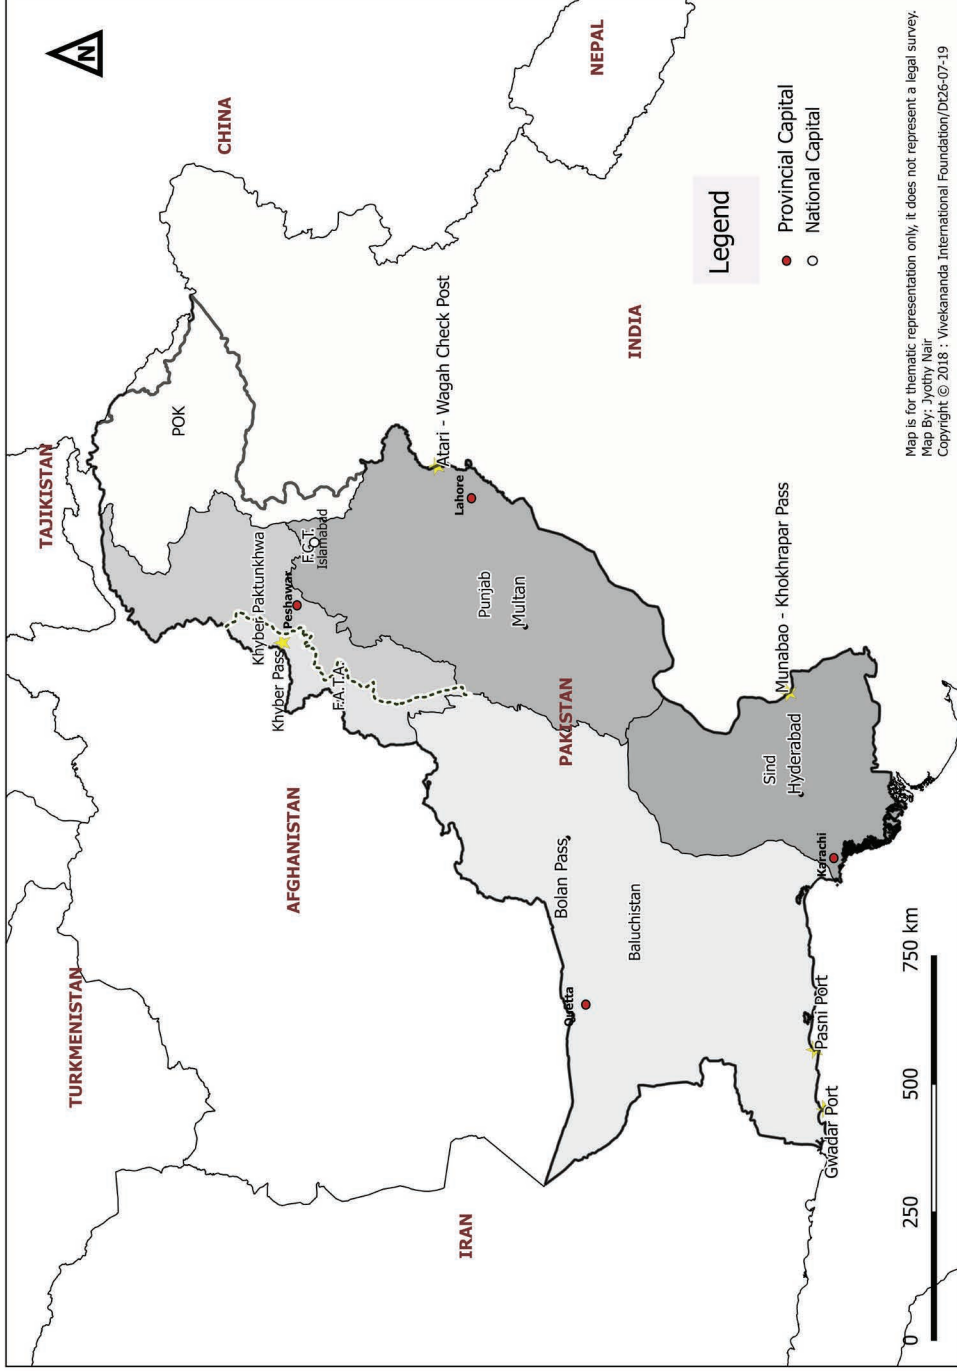 N
TAJIKISTAN
CHINA
TURKMENISTAN
POK
NEPAL
Khyber Paktunkhwa
Khyber Pass
Peshawar
F.C.T.
Islamabad
F.A.T.A.
AFGHANISTAN
Atari - Wagah Check Post
Lahore
Punjab
Multan
IRAN
PAKISTAN
INDIA
Bolan Pass
Quetta
Baluchistan
Munabao - Khokhrapar Pass
Sind
Hyderabad
Karachi
Pasni Port
Gwadar Port
Legend
Provincial Capital
National Capital
0 250 500 750 km
Map is for thematic representation only, it does not represent a legal survey.
Map By: Jyothy Nair
Copyright © 2018 : Vivekananda International Foundation/Dt26-07-19